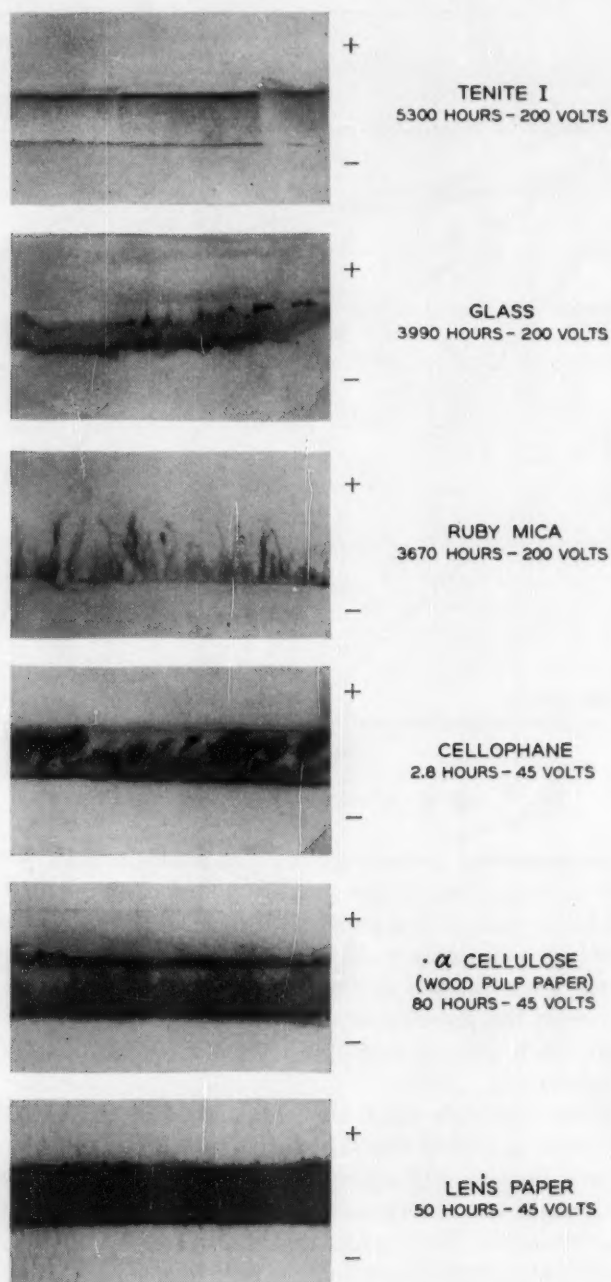 +
TENITE I
5300 HOURS - 200 VOLTS
−
+
GLASS
3990 HOURS - 200 VOLTS
−
+
RUBY MICA
3670 HOURS - 200 VOLTS
−
+
CELLOPHANE
2.8 HOURS - 45 VOLTS
−
+
α CELLULOSE
(WOOD PULP PAPER)
80 HOURS - 45 VOLTS
−
+
LENS PAPER
50 HOURS - 45 VOLTS
−